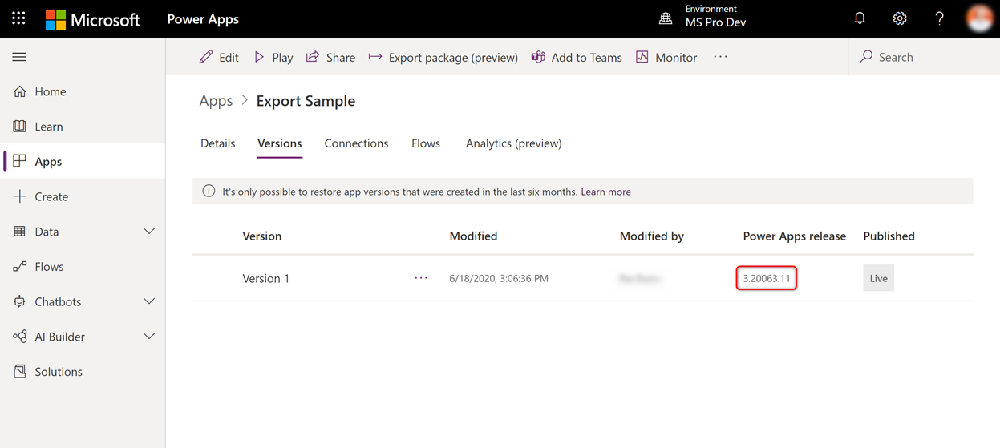 Microsoft Power Apps
Environment
MS Pro Dev
?
Edit Play Share Export package (preview) Add to Teams Monitor ··· Search
Home
Learn
Apps
Create
Data
Flows
Chatbots
AI Builder
Solutions
Apps > Export Sample
Details Versions Connections Flows Analytics (preview)
It's only possible to restore app versions that were created in the last six months. Learn more
Version Modified Modified by Power Apps release Published
Version 1 ··· 6/18/2020, 3:06:36 PM 3.20063.11 Live